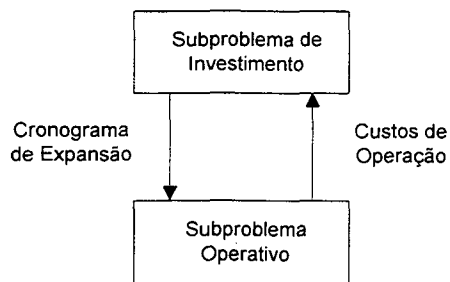 Subproblema de
Investimento
Cronograma
de Expansão
Custos de
Operação
Subproblema
Operativo